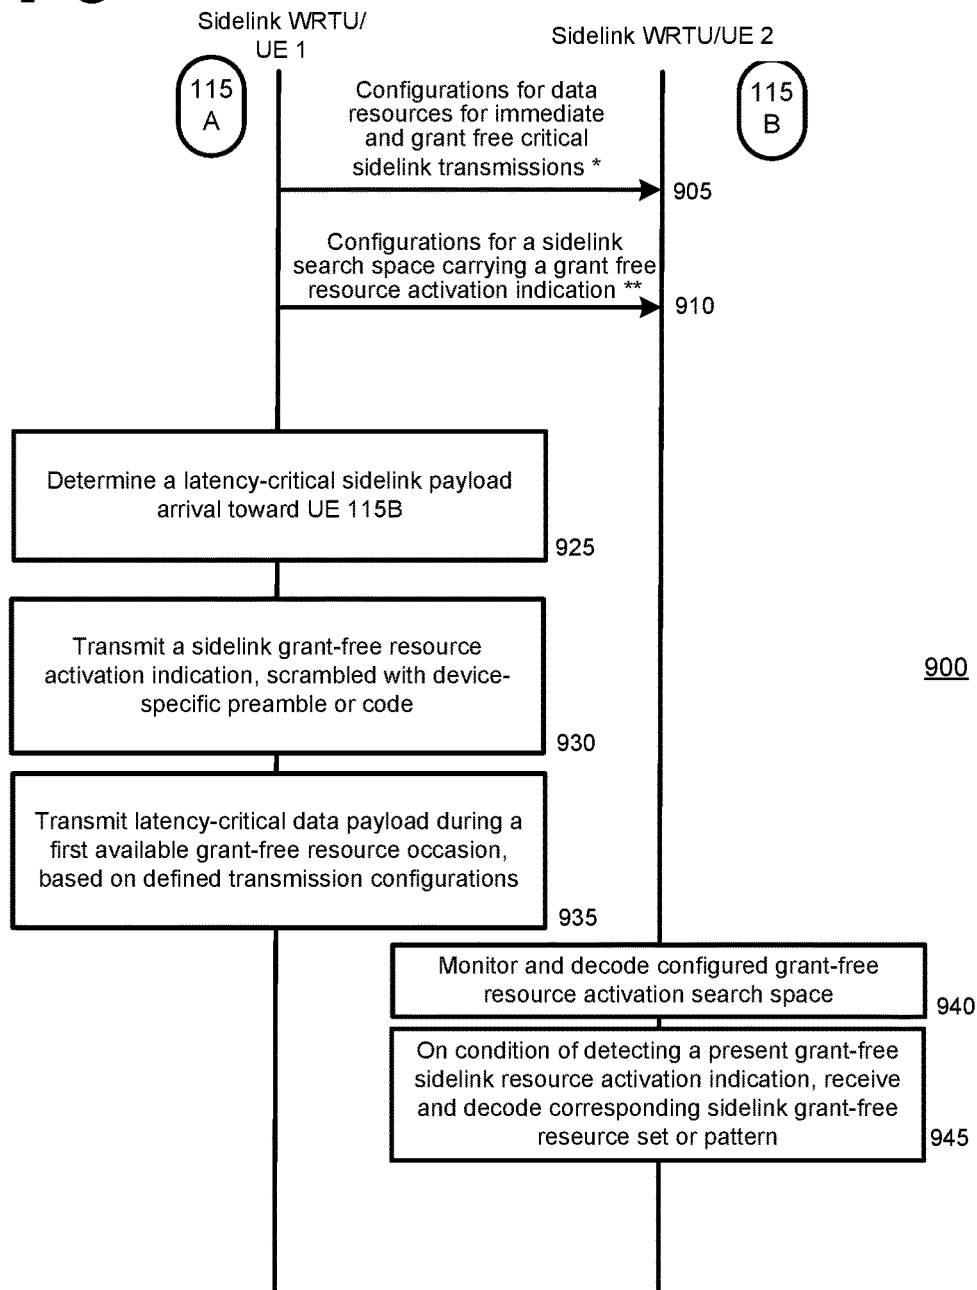 Sidelink WRTU/
UE 1
Sidelink WRTU/UE 2
115
A
115
B
Configurations for data
resources for immediate
and grant free critical
sidelink transmissions *
905
Configurations for a sidelink
search space carrying a grant free
resource activation indication **
910
Determine a latency-critical sidelink payload
arrival toward UE 115B
925
Transmit a sidelink grant-free resource
activation indication, scrambled with device-
specific preamble or code
930
900
Transmit latency-critical data payload during a
first available grant-free resource occasion,
based on defined transmission configurations
935
Monitor and decode configured grant-free
resource activation search space
940
On condition of detecting a present grant-free
sidelink resource activation indication, receive
and decode corresponding sidelink grant-free
reseurce set or pattern
945